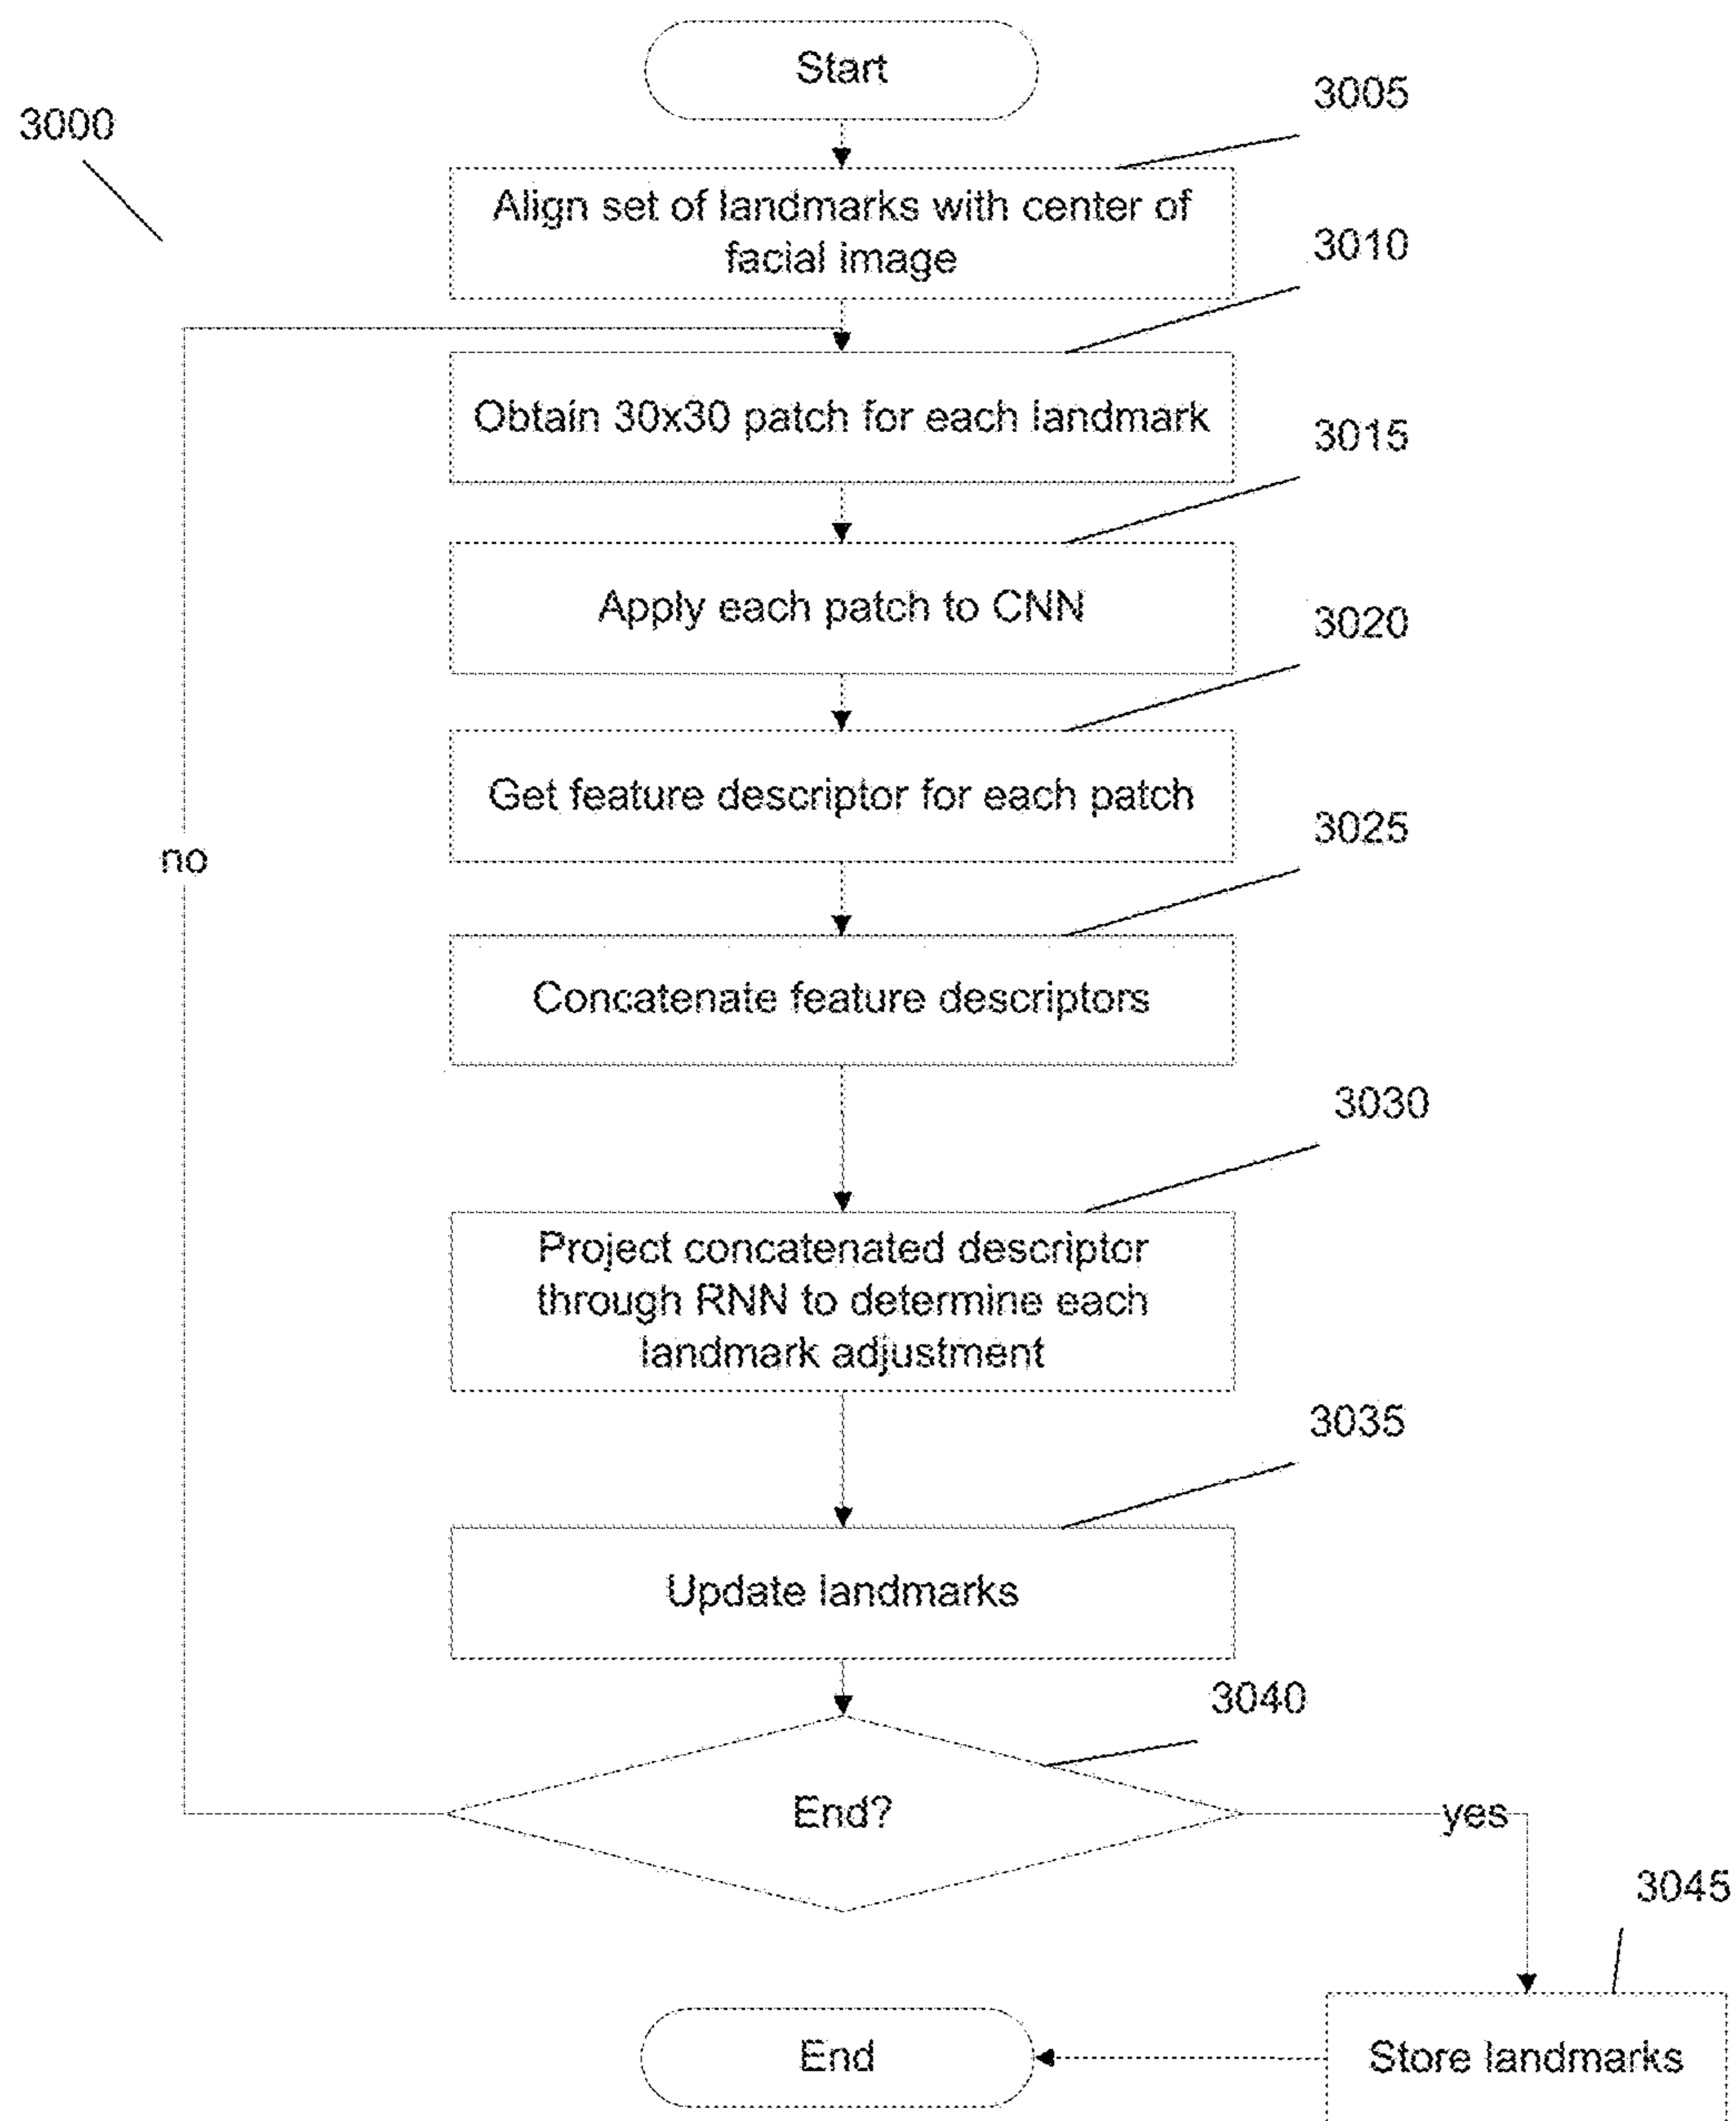 Start
3005
3000
Align set of landmarks with center of
facial image
3010
Obtain 30x30 patch for each landmark
3015
Apply each patch to CNN
3020
Get feature descriptor for each patch
3025
no
Concatenate feature descriptors
3030
Project concatenated descriptor
through RNN to determine each
landmark adjustment
3035
Update landmarks
3040
End?
yes
3045
End
Store landmarks